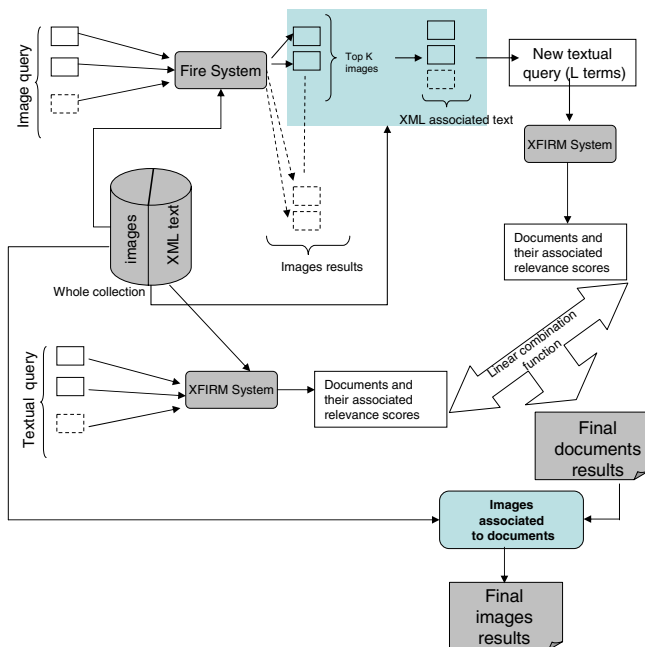 Image query
Fire System
Top K
images
XML associated text
New textual
query (L terms)
XFIRM System
images
XML text
Images results
Whole collection
Documents and
their associated
relevance scores
Linear combination
function
Textual query
XFIRM System
Documents and
their associated
relevance scores
Final
documents
results
Images
associated
to documents
Final
images
results